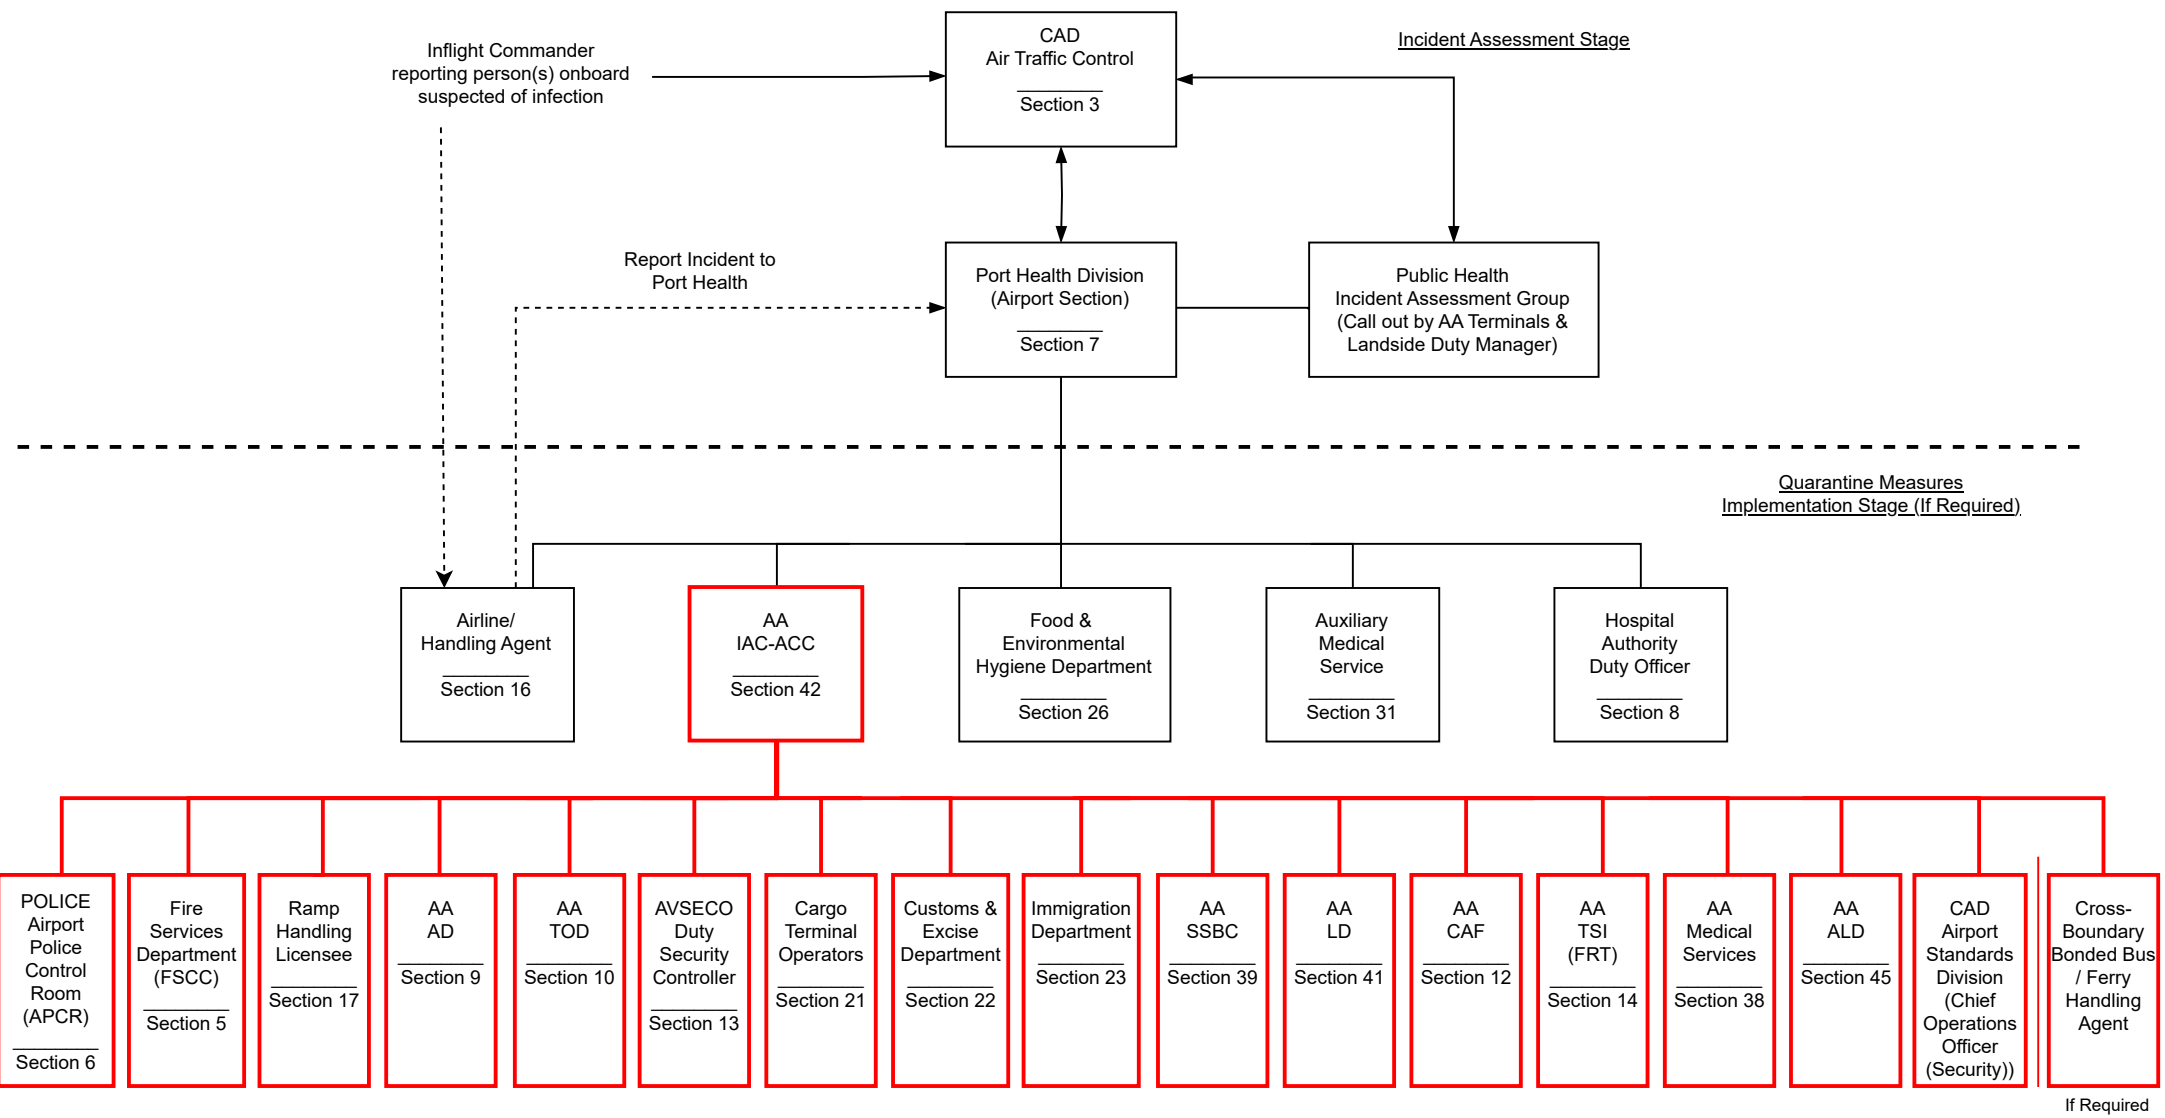 Inflight Commander
reporting person(s) onboard
suspected of infection
CAD
Air Traffic Control
Section 3
Incident Assessment Stage
Report Incident to
Port Health
Port Health Division
(Airport Section)
Section 7
Public Health
Incident Assessment Group
(Call out by AA Terminals &
Landside Duty Manager)
Quarantine Measures
Implementation Stage (If Required)
Airline/
Handling Agent
Section 16
AA
IAC-ACC
Section 42
Food &
Environmental
Hygiene Department
Section 26
Auxiliary
Medical
Service
Section 31
Hospital
Authority
Duty Officer
Section 8
POLICE
Airport
Police
Control
Room
(APCR)
Section 6
Fire
Services
Department
(FSCC)
Section 5
Ramp
Handling
Licensee
Section 17
AA
AD
Section 9
AA
TOD
Section 10
AVSECO
Duty
Security
Controller
Section 13
Cargo
Terminal
Operators
Section 21
Customs &
Excise
Department
Section 22
Immigration
Department
Section 23
AA
SSBC
Section 39
AA
LD
Section 41
AA
CAF
Section 12
AA
TSI
(FRT)
Section 14
AA
Medical
Services
Section 38
AA
ALD
Section 45
CAD
Airport
Standards
Division
(Chief
Operations
Officer
(Security))
Cross-
Boundary
Bonded Bus
/ Ferry
Handling
Agent
If Required